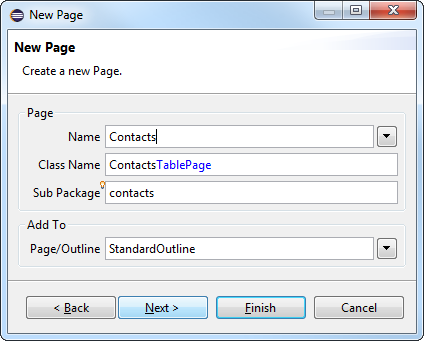 New Page
New Page
Create a new Page.
Page
Name Contacts
Class Name ContactsTablePage
Sub Package contacts
Add To
Page/Outline StandardOutline
< Back Next > Finish Cancel